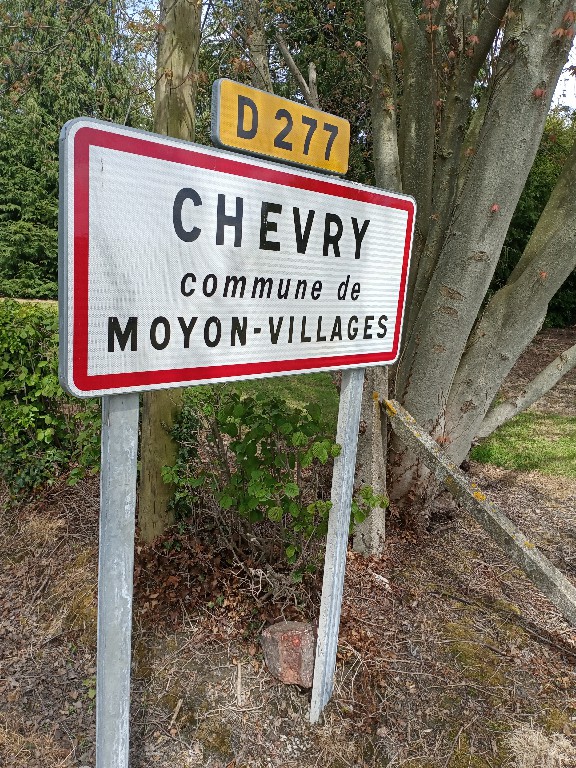 D 277
CHEVRY
commune de
MOYON-VILLAGES